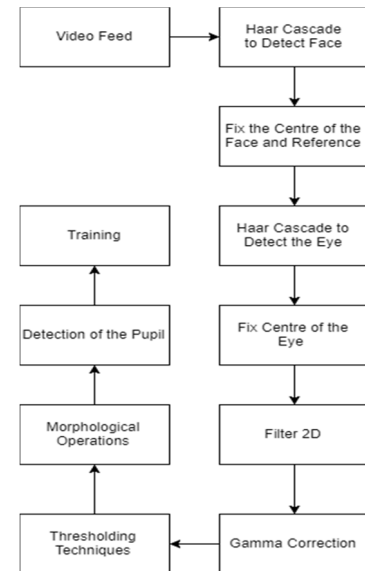 Video Feed
Haar Cascade
to Detect Face
Fix the Centre of the
Face and Reference
Haar Cascade to
Detect the Eye
Fix Centre of the
Eye
Filter 2D
Gamma Correction
Thresholding
Techniques
Morphological
Operations
Detection of the Pupil
Training